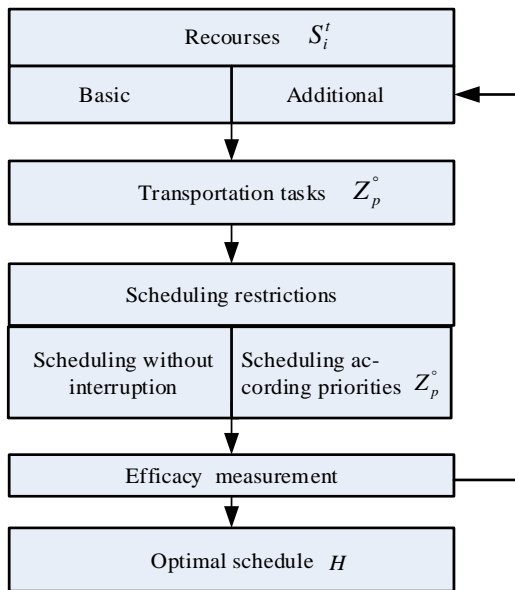 Recourses S_i^t
Basic
Additional
Transportation tasks Z_p^°
Scheduling restrictions
Scheduling without
interruption
Scheduling ac-
cording priorities Z_p^°
Efficacy measurement
Optimal schedule H